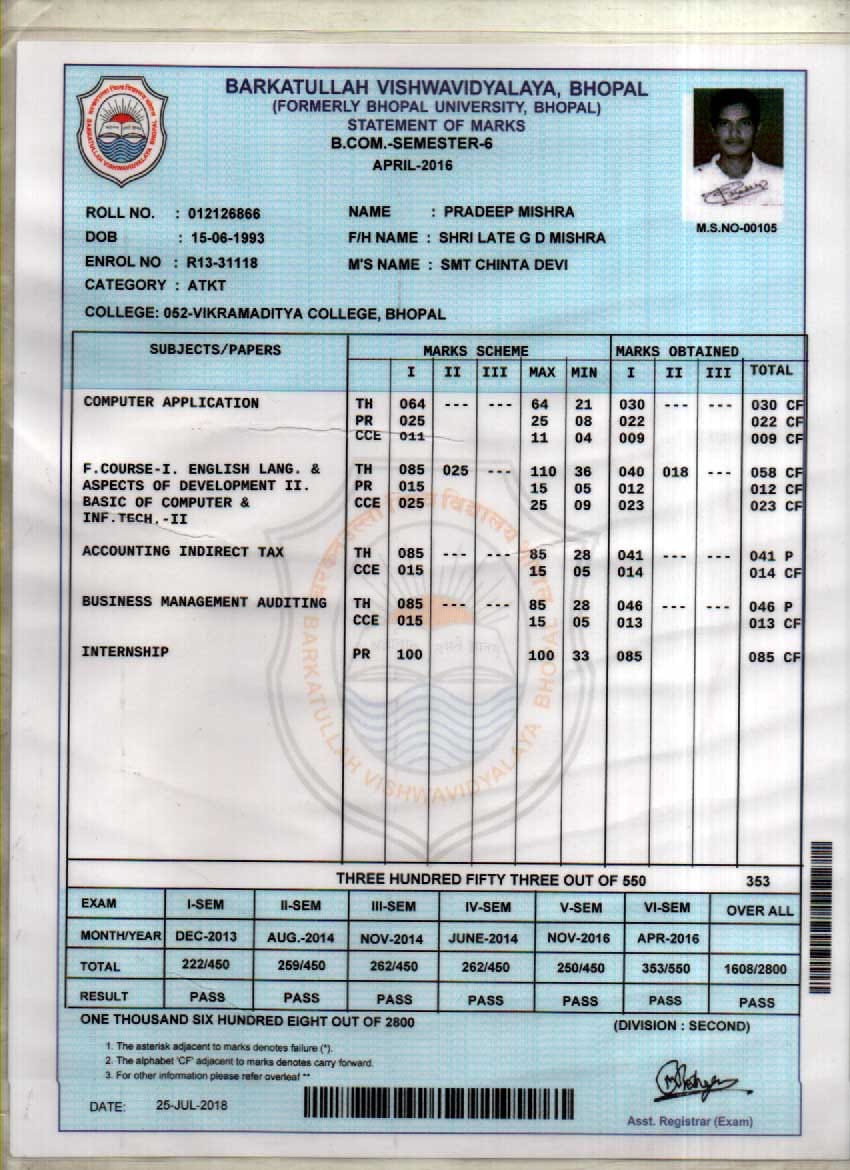 BARKATULLAH VISHWAVIDYALAYA, BHOPAL
(FORMERLY BHOPAL UNIVERSITY, BHOPAL)
STATEMENT OF MARKS
B.COM.-SEMESTER-6
APRIL-2016
BARKATULLAH VISHWAVIDYALAYA BHOPAL
M.S.NO-00105
ROLL NO. : 012126866 NAME : PRADEEP MISHRA
DOB : 15-06-1993 F/H NAME : SHRI LATE G D MISHRA
ENROL NO : R13-31118 M'S NAME : SMT CHINTA DEVI
CATEGORY : ATKT
COLLEGE: 052-VIKRAMADITYA COLLEGE, BHOPAL
SUBJECTS/PAPERS MARKS SCHEME MARKS OBTAINED
I II III MAX MIN I II III TOTAL
COMPUTER APPLICATION TH 064 --- --- 64 21 030 --- --- 030 CF
PR 025 25 08 022 022 CF
CCE 011 11 04 009 009 CF
F.COURSE-I. ENGLISH LANG. & TH 085 025 --- 110 36 040 018 --- 058 CF
ASPECTS OF DEVELOPMENT II. PR 015 15 05 012 012 CF
BASIC OF COMPUTER & CCE 025 25 09 023 023 CF
INF.TECH.-II
ACCOUNTING INDIRECT TAX TH 085 --- --- 85 28 041 --- --- 041 P
CCE 015 15 05 014 014 CF
BUSINESS MANAGEMENT AUDITING TH 085 --- --- 85 28 046 --- --- 046 P
CCE 015 15 05 013 013 CF
INTERNSHIP PR 100 100 33 085 085 CF
BARKATULLAH VISHWAVIDYALAYA BHOPAL
THREE HUNDRED FIFTY THREE OUT OF 550 353
EXAM I-SEM II-SEM III-SEM IV-SEM V-SEM VI-SEM OVER ALL
MONTH/YEAR DEC-2013 AUG.-2014 NOV-2014 JUNE-2014 NOV-2016 APR-2016
TOTAL 222/450 259/450 262/450 262/450 250/450 353/550 1608/2800
RESULT PASS PASS PASS PASS PASS PASS PASS
ONE THOUSAND SIX HUNDRED EIGHT OUT OF 2800 (DIVISION : SECOND)
1. The asterisk adjacent to marks denotes failure (*).
2. The alphabet 'CF' adjacent to marks denotes carry forward.
3. For other information please refer overleaf **
DATE: 25-JUL-2018
Asst. Registrar (Exam)